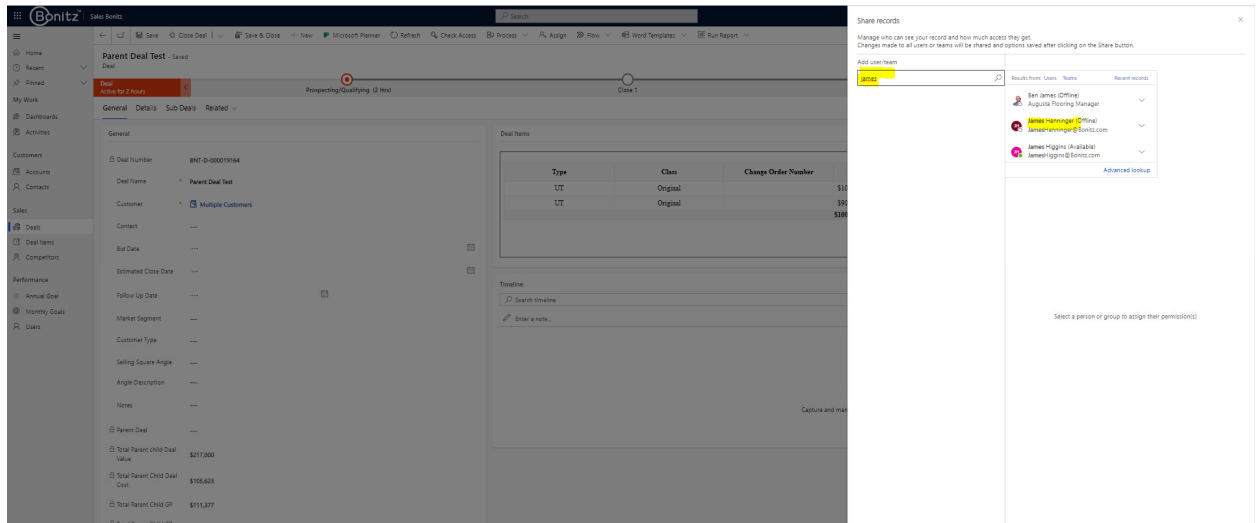 Bonitz™ Sales Bonitz
Search
Save Close Deal Save & Close New Microsoft Planner Refresh Check Access Process Assign Flow Word Templates Run Report
Home
Recent
Pinned
My Work
Dashboards
Activities
Customers
Accounts
Contacts
Sales
Deals
Deal Items
Competitors
Performance
Annual Goal
Monthly Goals
Users
Parent Deal Test - Saved
Deal
Deal
Active for 2 hours
Prospecting/Qualifying (2 Hrs)
Close 1
General Details Sub Deals Related
General
Deal Number BNT-D-000019164
Deal Name * Parent Deal Test
Customer * Multiple Customers
Contact ---
Bid Date ---
Estimated Close Date ---
Follow Up Date ---
Market Segment ---
Customer Type ---
Selling Square Angle ---
Angle Description ---
Notes ---
Parent Deal ---
Total Parent child Deal
Value
$217,000
Total Parent Child Deal
Cost
$105,623
Total Parent Child GP $111,377
Deal Items
Type Class Change Order Number
UT Original $10
UT Original $90
$100
Timeline
Search timeline
Enter a note...
Capture and man
Share records
Manage who can see your record and how much access they get.
Changes made to all users or teams will be shared and options saved after clicking on the Share button.
Add user/team
james
Results from: Users Teams Recent records
Ben James (Offline)
Augusta Flooring Manager
James Henninger (Offline)
JamesHenninger@Bonitz.com
James Higgins (Available)
JamesHiggins@Bonitz.com
Advanced lookup
Select a person or group to assign their permission(s)